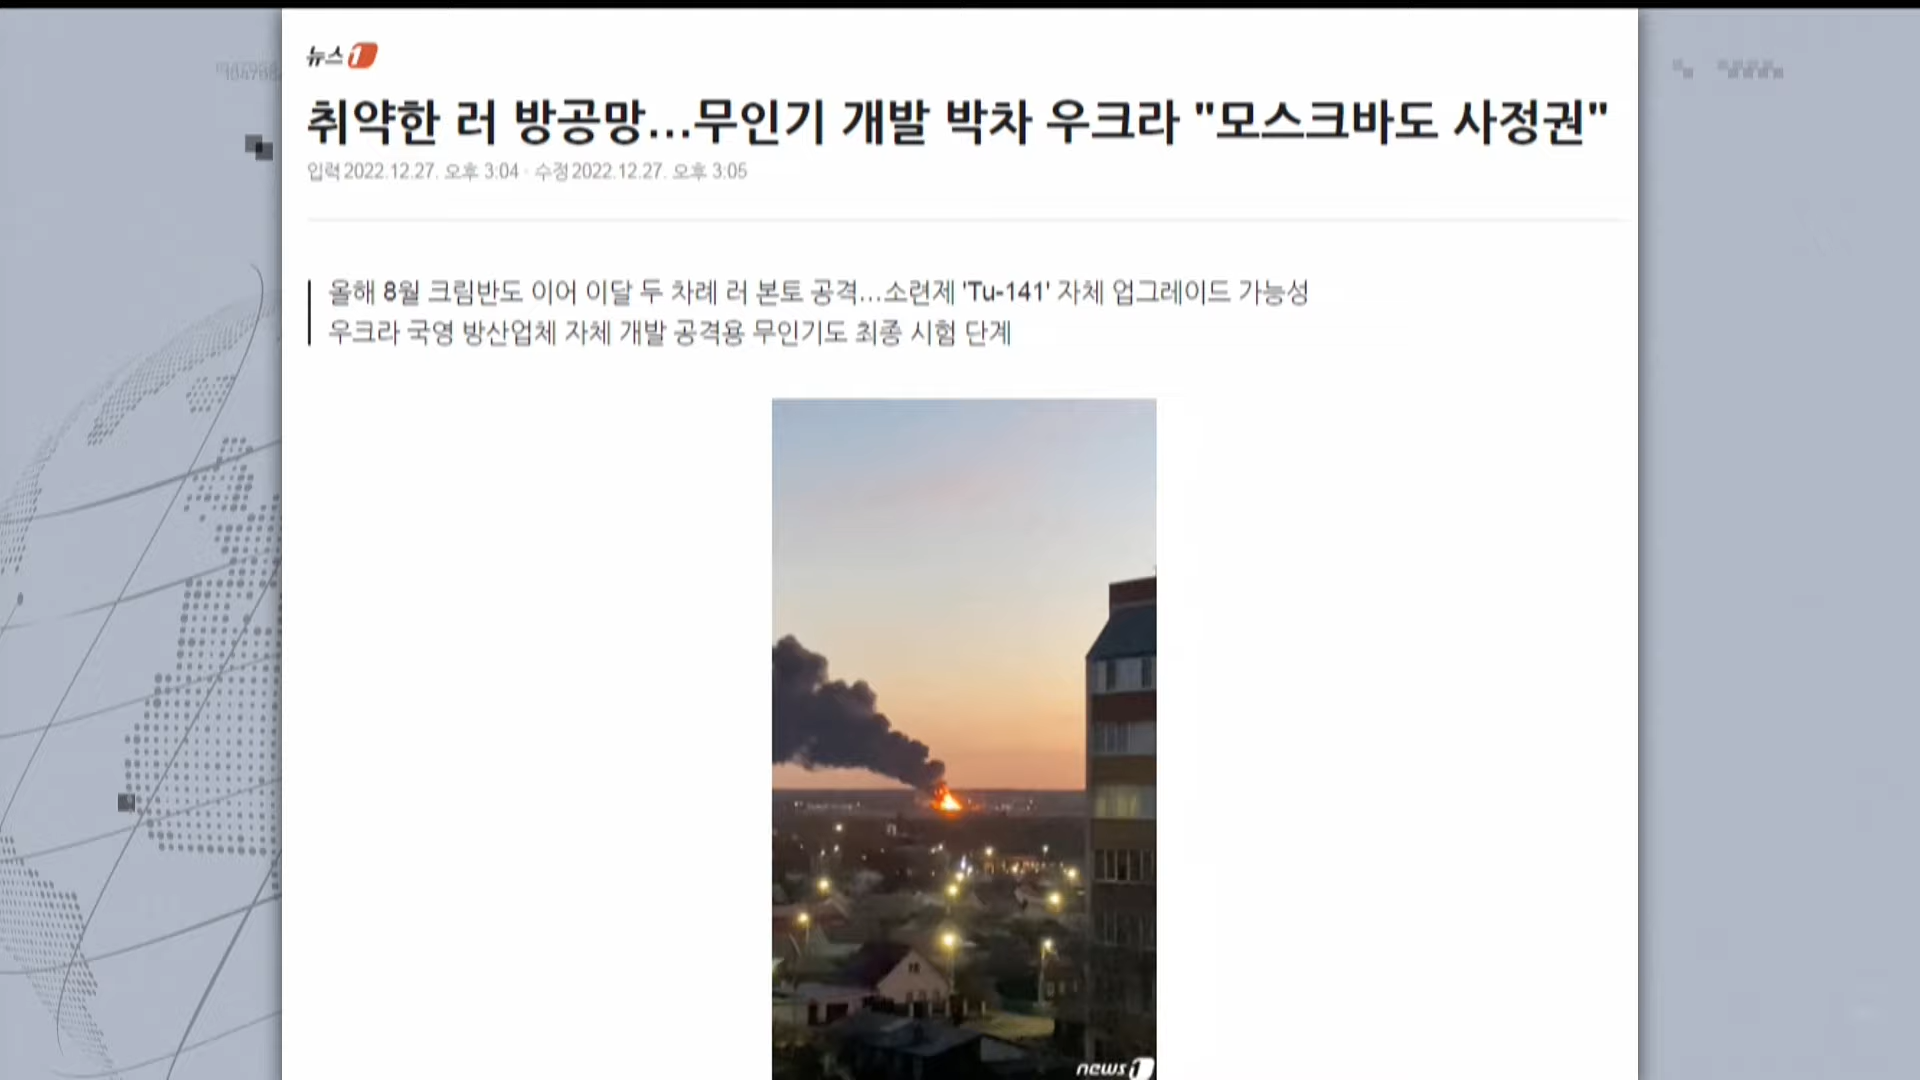 뉴스1
취약한 러 방공망...무인기 개발 박차 우크라 "모스크바도 사정권"
입력 2022.12.27. 오후 3:04 · 수정 2022.12.27. 오후 3:05
올해 8월 크림반도 이어 이달 두 차례 러 본토 공격...소련제 'Tu-141' 자체 업그레이드 가능성
우크라 국영 방산업체 자체 개발 공격용 무인기도 최종 시험 단계
news1